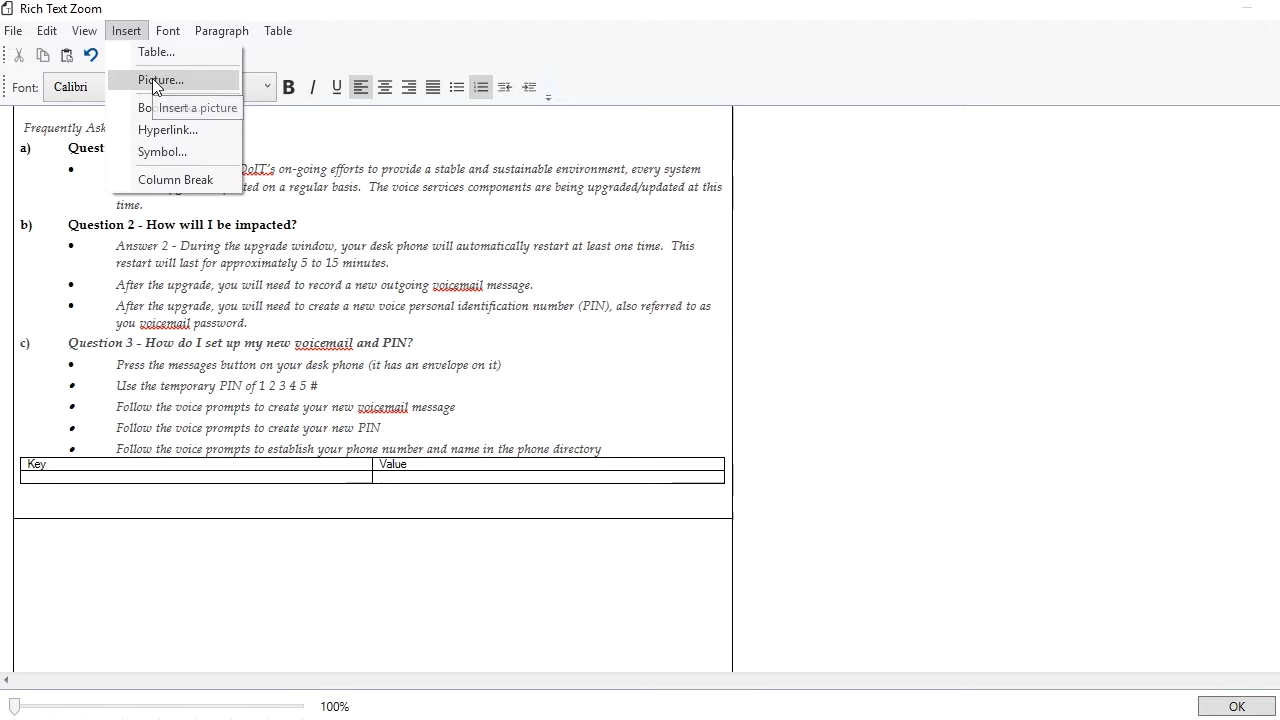 Rich Text Zoom
File Edit View Insert Font Paragraph Table
Table...
Font: Calibri B I U
Picture...
Insert a picture
Hyperlink...
Symbol...
Column Break
Frequently Ask
a) Questi
DoIT's on-going efforts to provide a stable and sustainable environment, every system
ted on a regular basis. The voice services components are being upgraded/updated at this
time.
b) Question 2 - How will I be impacted?
• Answer 2 - During the upgrade window, your desk phone will automatically restart at least one time. This
restart will last for approximately 5 to 15 minutes.
• After the upgrade, you will need to record a new outgoing voicemail message.
• After the upgrade, you will need to create a new voice personal identification number (PIN), also referred to as
you voicemail password.
c) Question 3 - How do I set up my new voicemail and PIN?
• Press the messages button on your desk phone (it has an envelope on it)
• Use the temporary PIN of 1 2 3 4 5 #
• Follow the voice prompts to create your new voicemail message
• Follow the voice prompts to create your new PIN
• Follow the voice prompts to establish your phone number and name in the phone directory
Key Value
100% OK